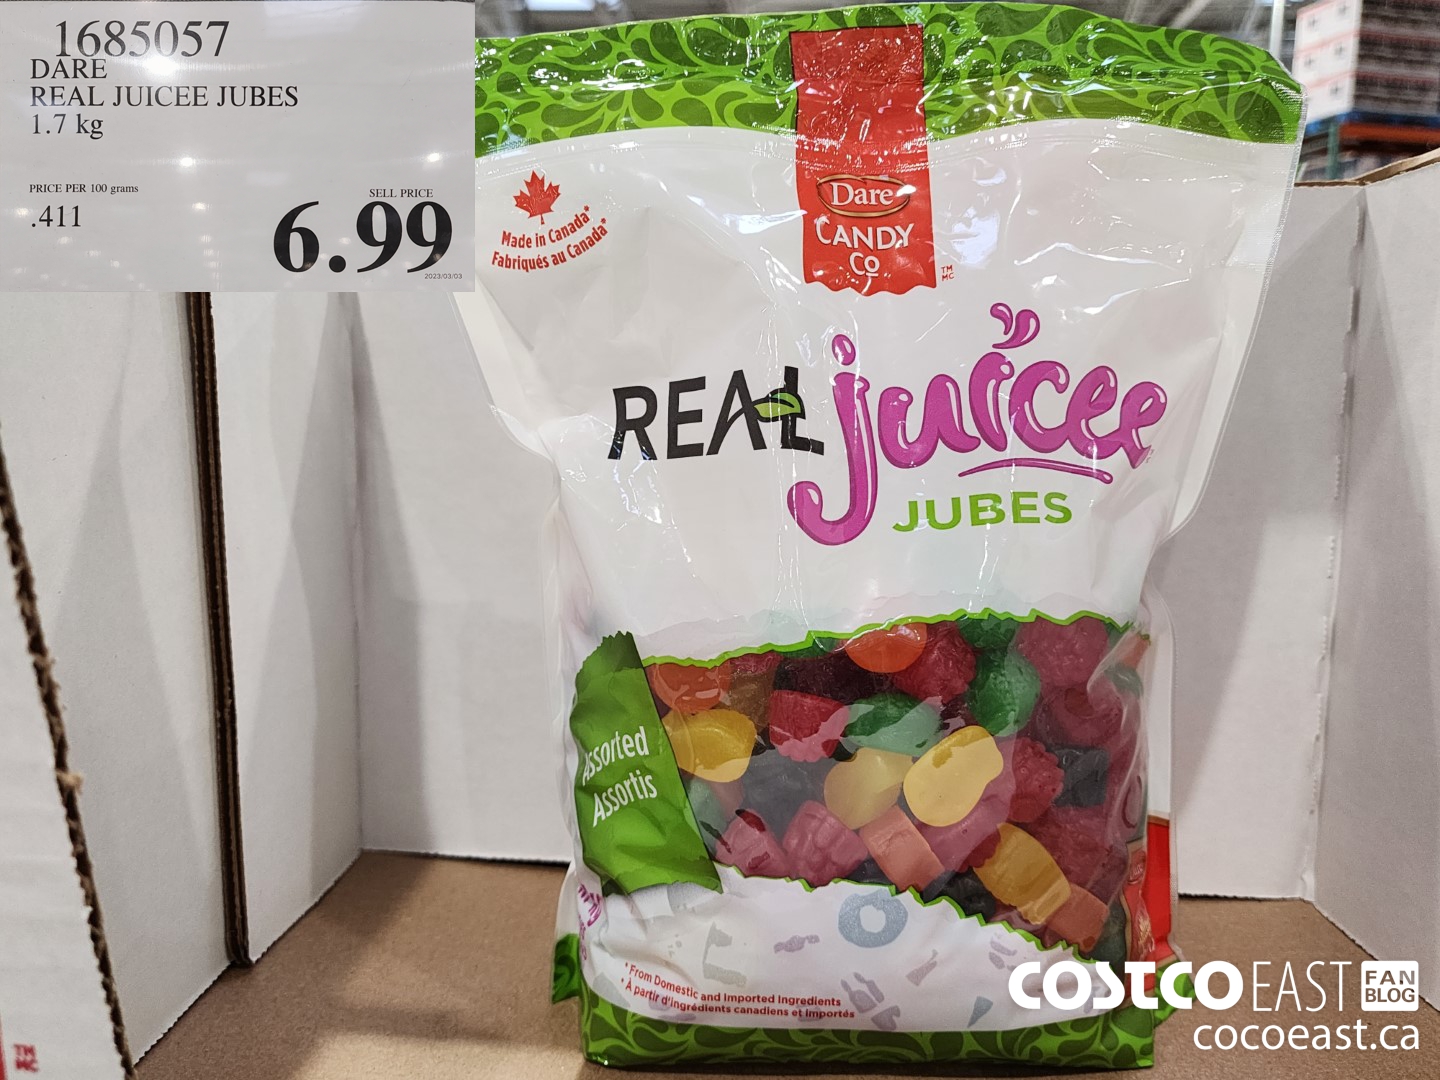 1685057
DARE
REAL JUICEE JUBES
1.7 kg
PRICE PER 100 grams
.411
SELL PRICE
6.99
2023/03/03
Made in Canada*
Fabriqués au Canada*
Dare
CANDY
CO
TM
MC
REAL juicee
JUBES
Assorted
Assortis
* From Domestic and Imported Ingredients
* À partir d'ingrédients canadiens et importés
TM
MC
COSTCO EAST FAN BLOG
cocoeast.ca